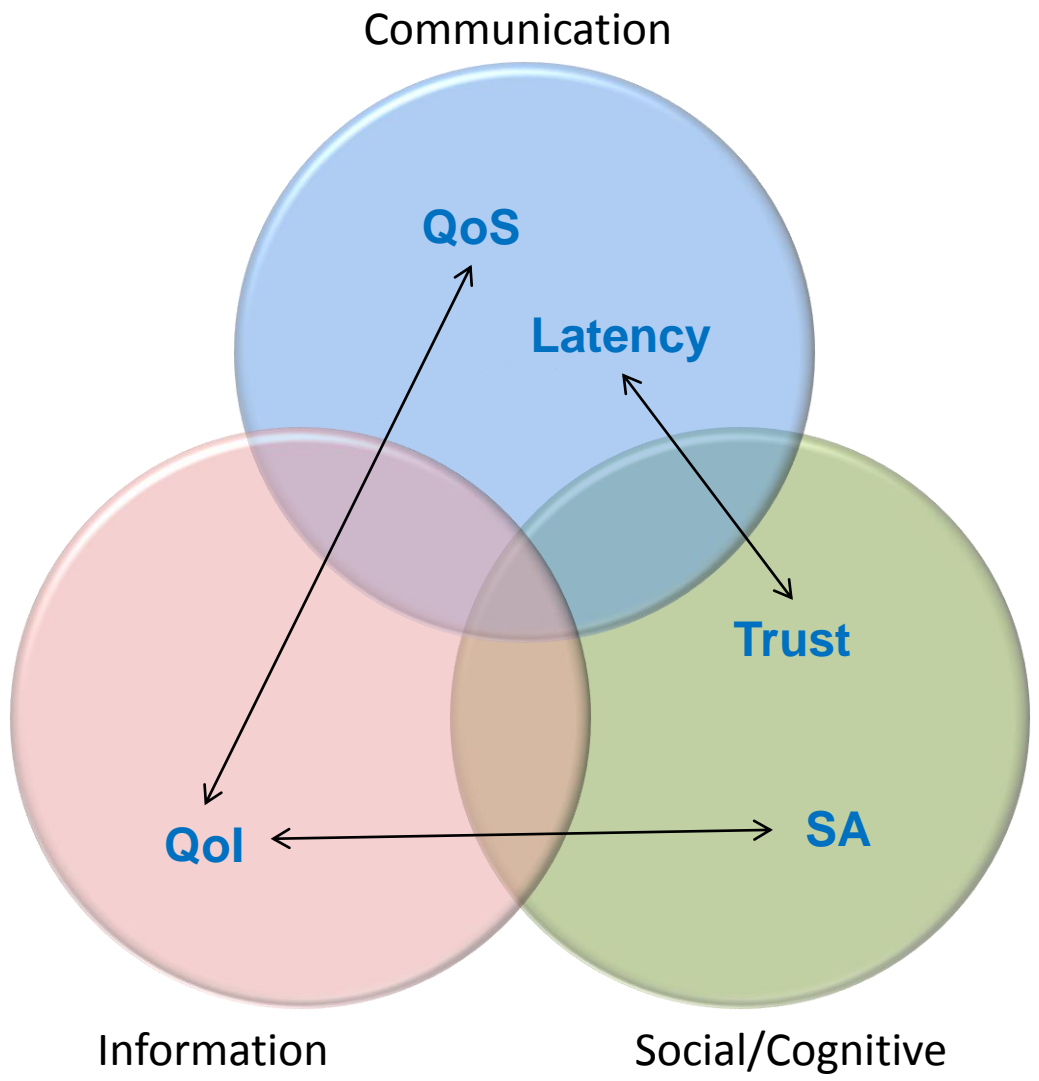 Communication
QoS
Latency
Trust
SA
QoI
Information
Social/Cognitive